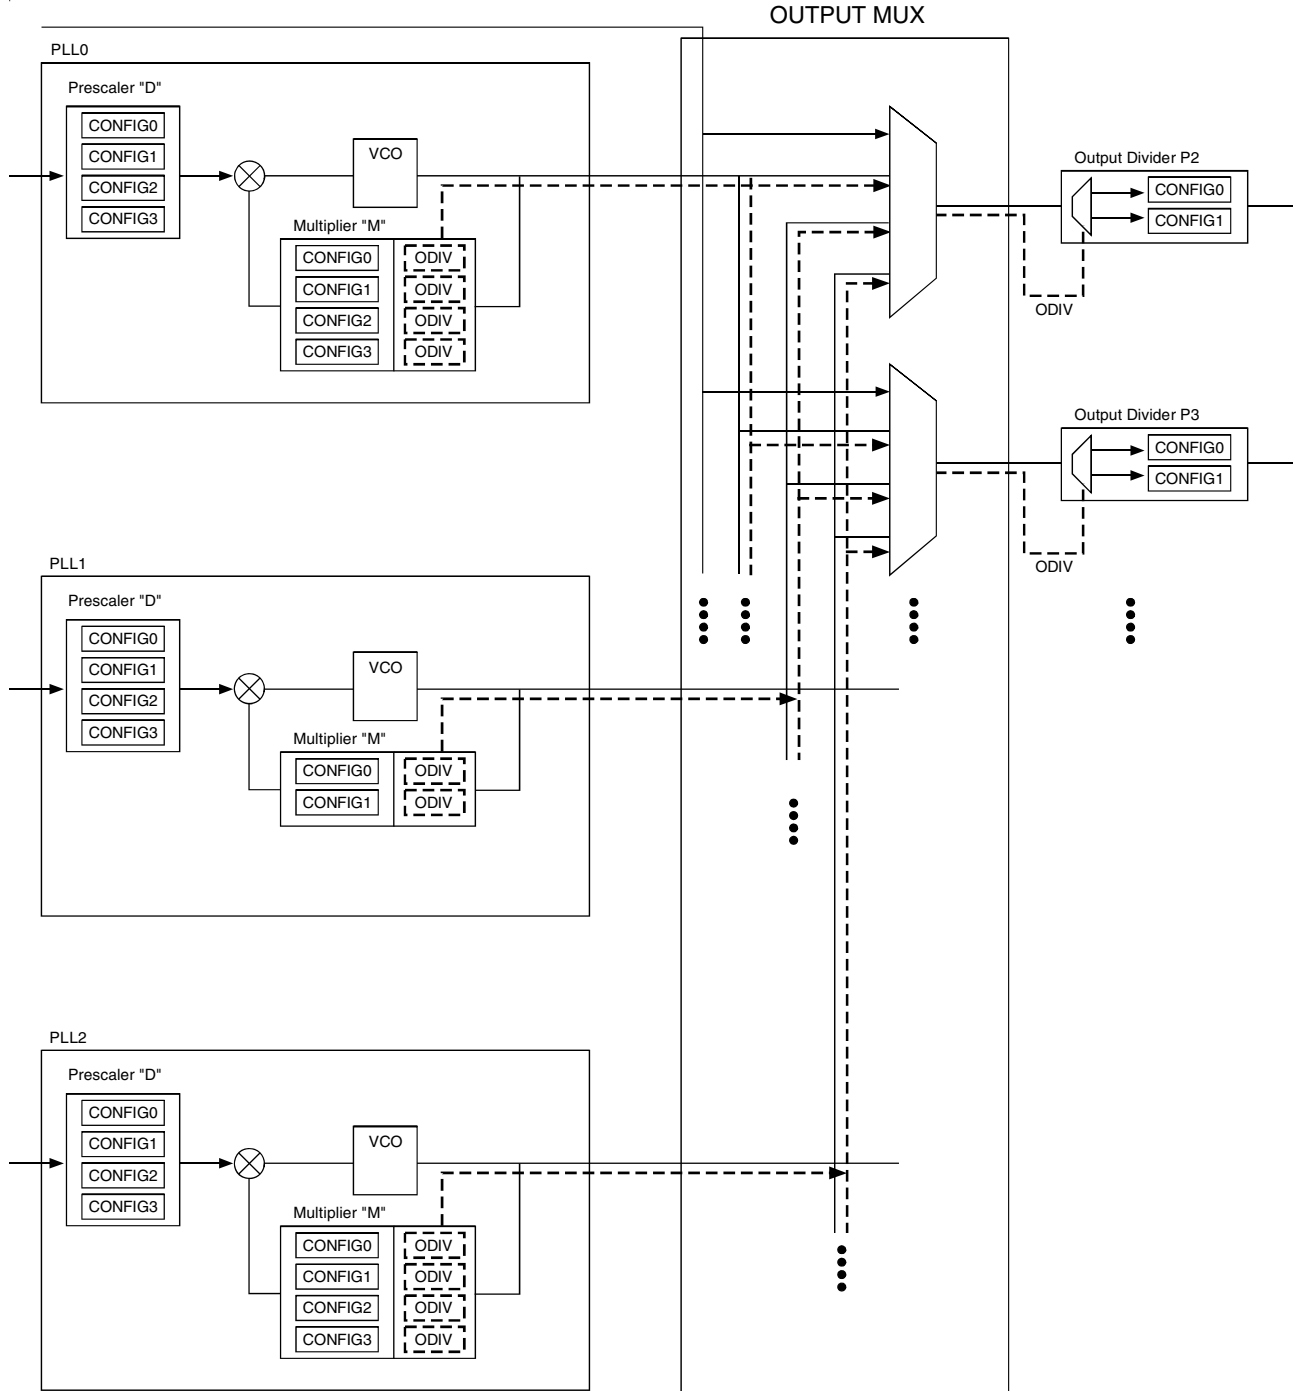 OUTPUT MUX
PLL0
Prescaler "D"
CONFIG0
CONFIG1
CONFIG2
CONFIG3
VCO
Multiplier "M"
CONFIG0 ODIV
CONFIG1 ODIV
CONFIG2 ODIV
CONFIG3 ODIV
Output Divider P2
CONFIG0
CONFIG1
ODIV
Output Divider P3
CONFIG0
CONFIG1
ODIV
PLL1
Prescaler "D"
CONFIG0
CONFIG1
CONFIG2
CONFIG3
VCO
Multiplier "M"
CONFIG0 ODIV
CONFIG1 ODIV
PLL2
Prescaler "D"
CONFIG0
CONFIG1
CONFIG2
CONFIG3
VCO
Multiplier "M"
CONFIG0 ODIV
CONFIG1 ODIV
CONFIG2 ODIV
CONFIG3 ODIV